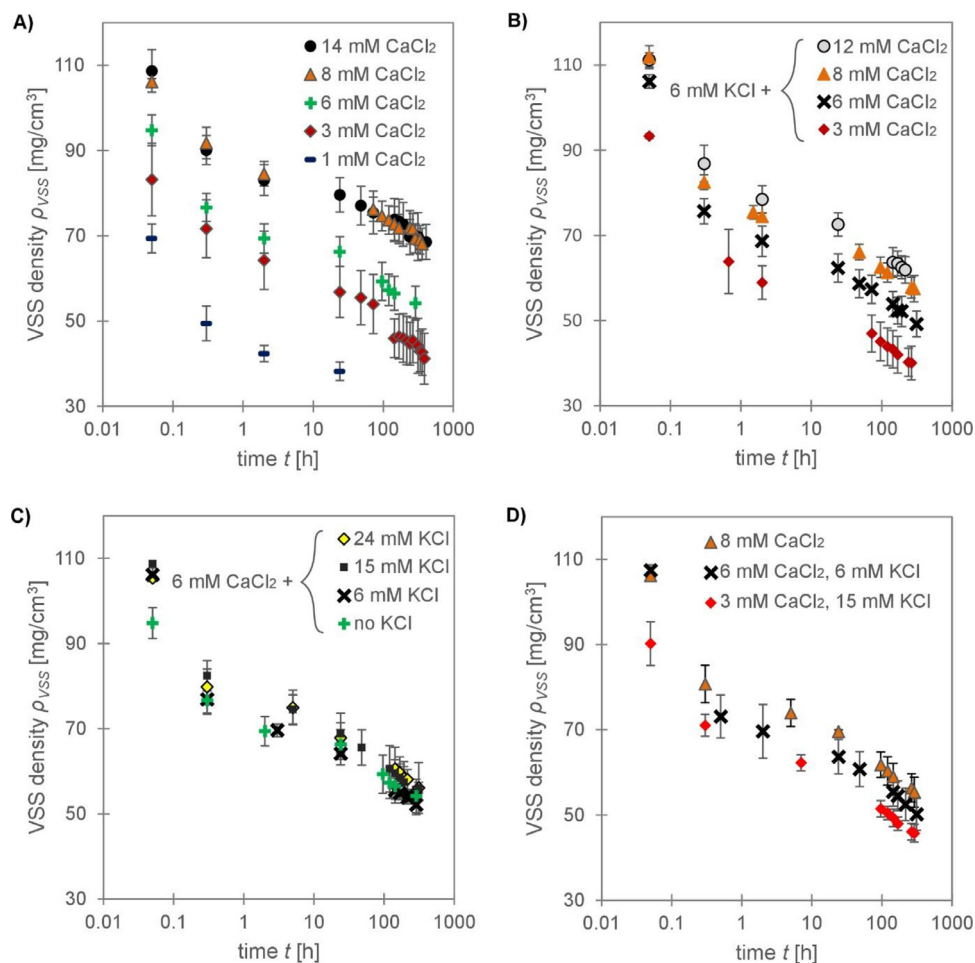 A)
14 mM CaCl₂
8 mM CaCl₂
6 mM CaCl₂
3 mM CaCl₂
1 mM CaCl₂
VSS density ρVSS [mg/cm³]
110
90
70
50
30
0.01 0.1 1 10 100 1000
time t [h]
B)
6 mM KCl +
12 mM CaCl₂
8 mM CaCl₂
6 mM CaCl₂
3 mM CaCl₂
VSS density ρVSS [mg/cm³]
110
90
70
50
30
0.01 0.1 1 10 100 1000
time t [h]
C)
6 mM CaCl₂ +
24 mM KCl
15 mM KCl
6 mM KCl
no KCl
VSS density ρVSS [mg/cm³]
110
90
70
50
30
0.01 0.1 1 10 100 1000
time t [h]
D)
8 mM CaCl₂
6 mM CaCl₂, 6 mM KCl
3 mM CaCl₂, 15 mM KCl
VSS density ρVSS [mg/cm³]
110
90
70
50
30
0.01 0.1 1 10 100 1000
time t [h]